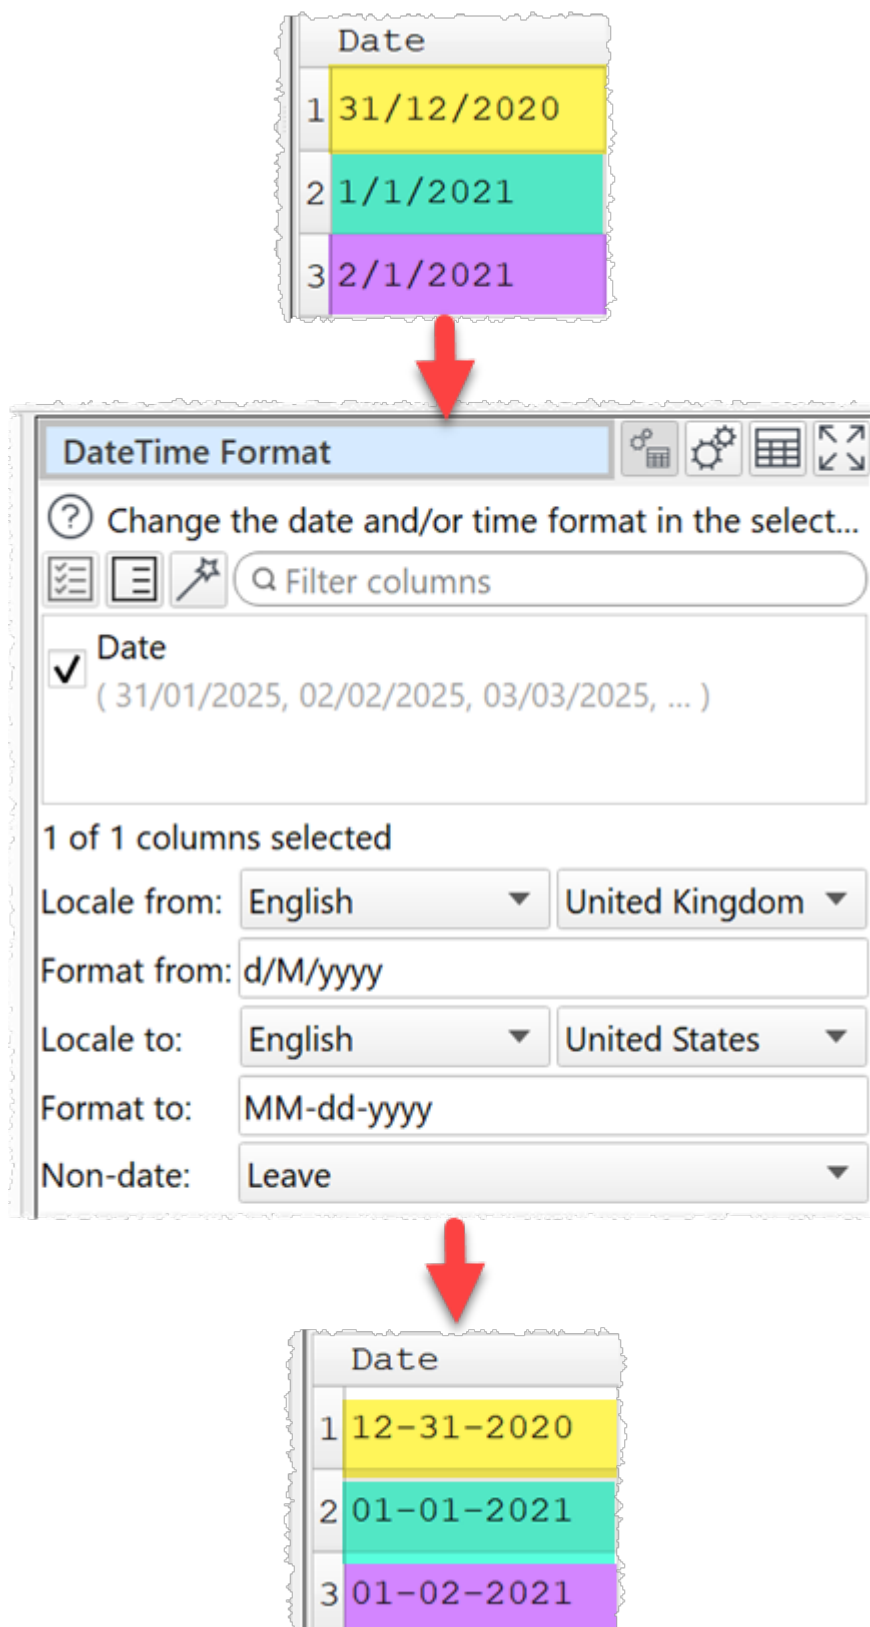 Date
1 31/12/2020
2 1/1/2021
3 2/1/2021
DateTime Format
? Change the date and/or time format in the select...
Filter columns
Date
( 31/01/2025, 02/02/2025, 03/03/2025, ... )
1 of 1 columns selected
Locale from: English United Kingdom
Format from: d/M/yyyy
Locale to: English United States
Format to: MM-dd-yyyy
Non-date: Leave
Date
1 12-31-2020
2 01-01-2021
3 01-02-2021